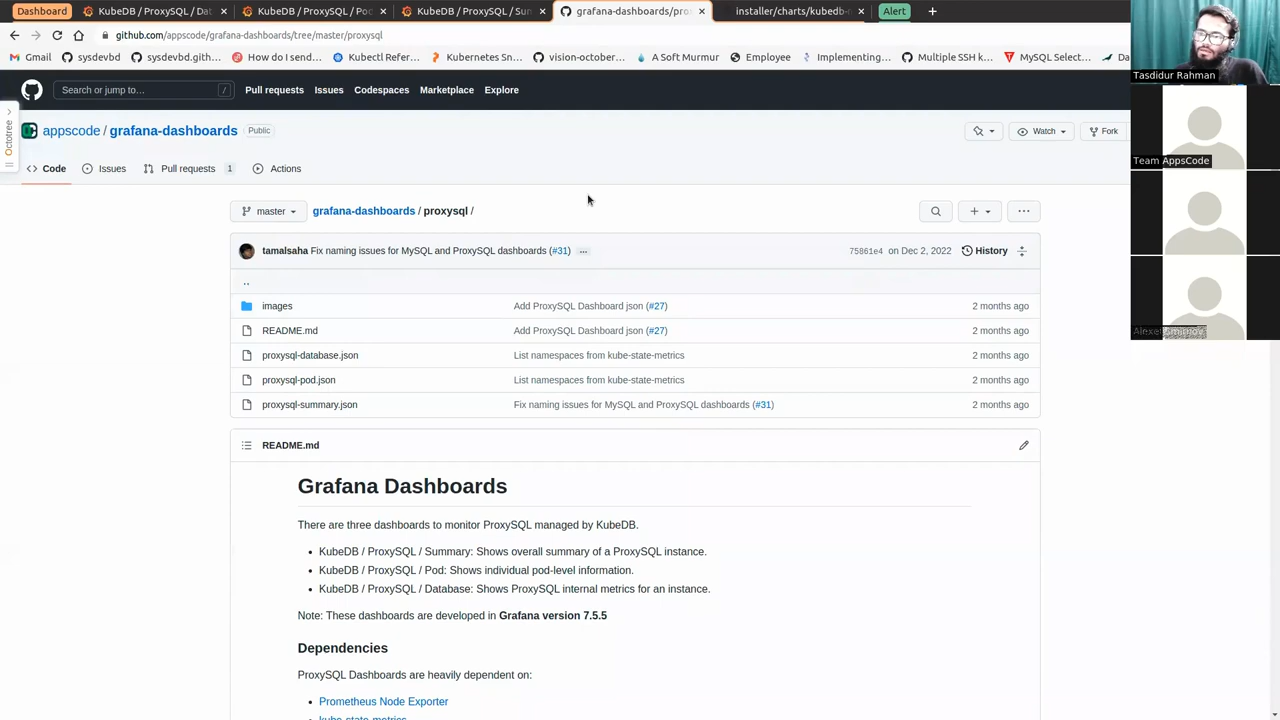 Dashboard
KubeDB / ProxySQL / Dat
KubeDB / ProxySQL / Poc
KubeDB / ProxySQL / Sun
grafana-dashboards/pro
installer/charts/kubedb-
Alert
github.com/appscode/grafana-dashboards/tree/master/proxysql
Gmail
sysdevbd
sysdevbd.gith...
How do I send...
Kubectl Refer...
Kubernetes Sn...
vision-october...
A Soft Murmur
Employee
Implementing...
Multiple SSH k...
MySQL Select...
Da
Search or jump to...
/
Pull requests
Issues
Codespaces
Marketplace
Explore
Octotree
appscode / grafana-dashboards
Public
Watch
Fork
Code
Issues
Pull requests 1
Actions
master
grafana-dashboards / proxysql /
tamalsaha Fix naming issues for MySQL and ProxySQL dashboards (#31) ...
75861e4 on Dec 2, 2022
History
..
images Add ProxySQL Dashboard json (#27) 2 months ago
README.md Add ProxySQL Dashboard json (#27) 2 months ago
proxysql-database.json List namespaces from kube-state-metrics 2 months ago
proxysql-pod.json List namespaces from kube-state-metrics 2 months ago
proxysql-summary.json Fix naming issues for MySQL and ProxySQL dashboards (#31) 2 months ago
README.md
Grafana Dashboards
There are three dashboards to monitor ProxySQL managed by KubeDB.
• KubeDB / ProxySQL / Summary: Shows overall summary of a ProxySQL instance.
• KubeDB / ProxySQL / Pod: Shows individual pod-level information.
• KubeDB / ProxySQL / Database: Shows ProxySQL internal metrics for an instance.
Note: These dashboards are developed in Grafana version 7.5.5
Dependencies
ProxySQL Dashboards are heavily dependent on:
• Prometheus Node Exporter
• kube-state-metrics
Tasdidur Rahman
Team AppsCode